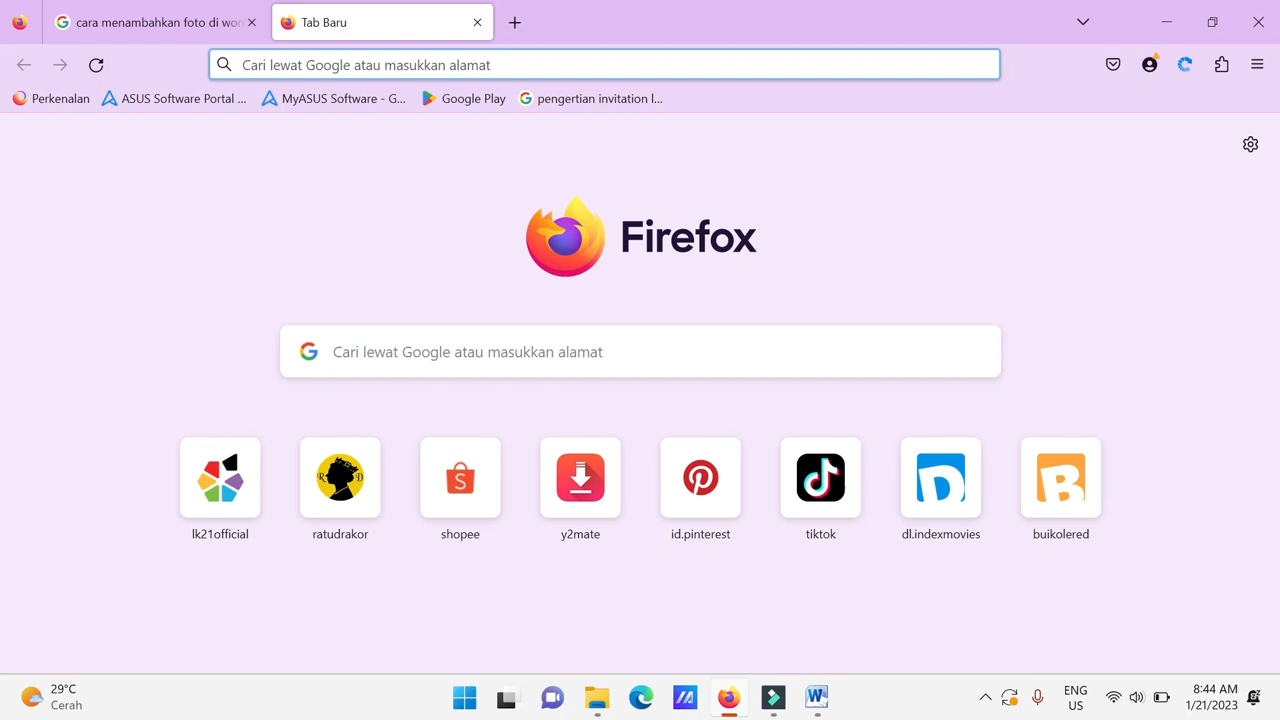 cara menambahkan foto di wor
Tab Baru
Cari lewat Google atau masukkan alamat
Perkenalan
ASUS Software Portal ...
MyASUS Software - G...
Google Play
pengertian invitation l...
Firefox
Cari lewat Google atau masukkan alamat
lk21official
ratudrakor
shopee
y2mate
id.pinterest
tiktok
dl.indexmovies
buikolered
29°C
Cerah
ENG
US
8:44 AM
1/21/2023